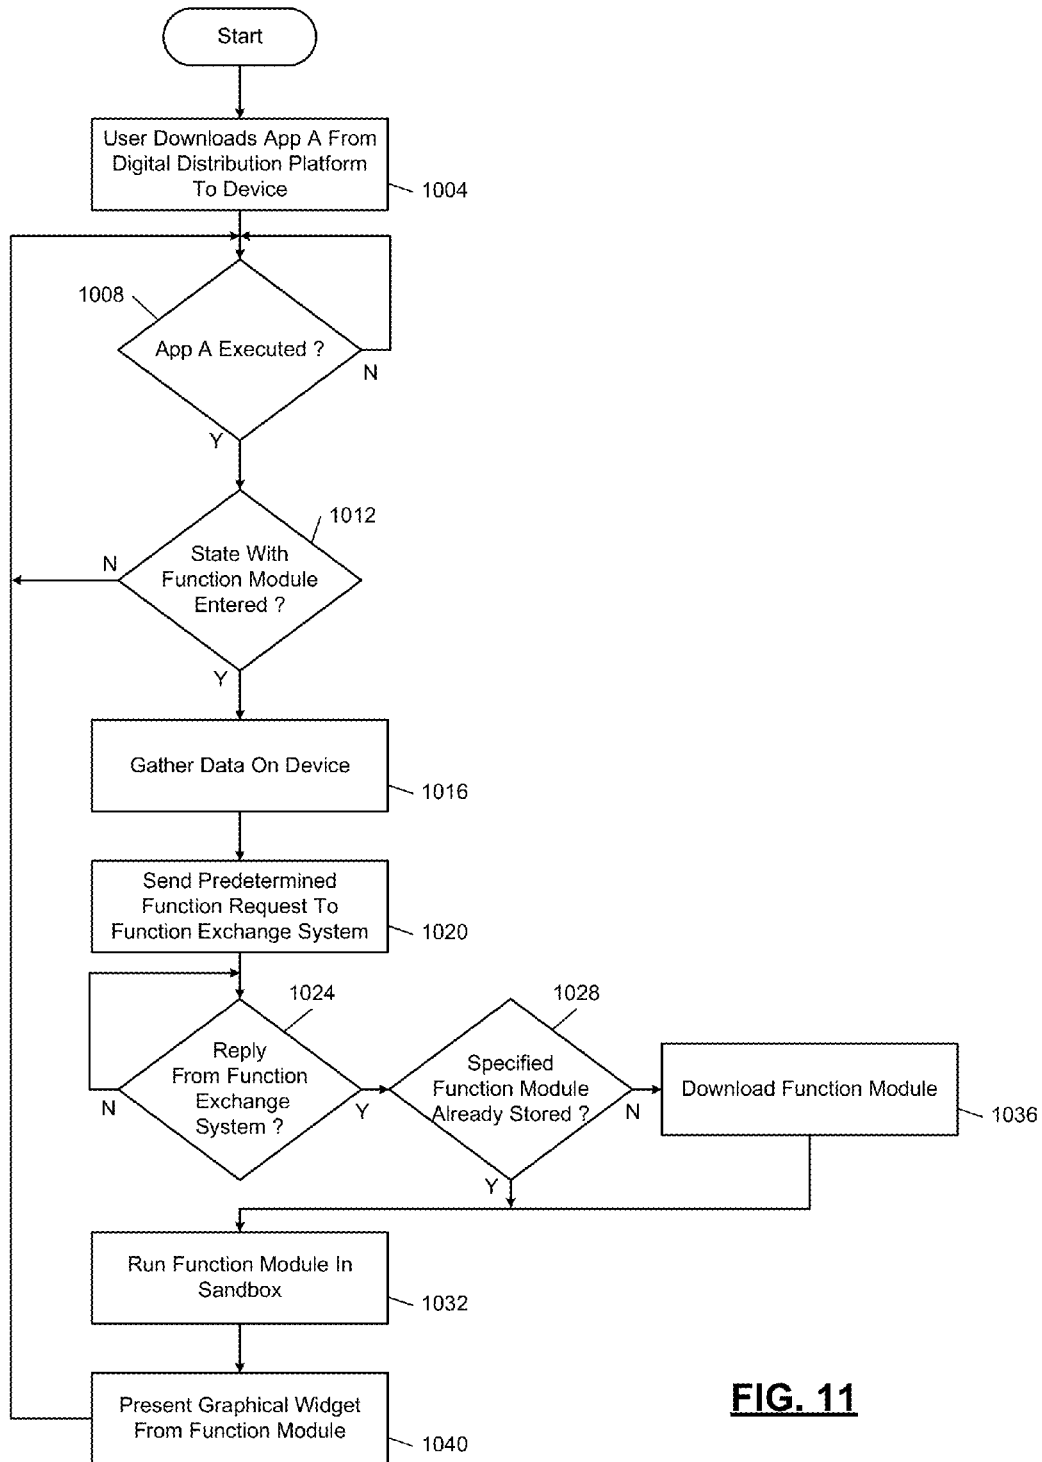 Start
User Downloads App A From
Digital Distribution Platform
To Device
1004
1008
App A Executed ?
N
Y
1012
State With
Function Module
Entered ?
N
Y
Gather Data On Device
1016
Send Predetermined
Function Request To
Function Exchange System
1020
1024
Reply
From Function
Exchange
System ?
N
Y
1028
Specified
Function Module
Already Stored ?
N
Y
Download Function Module
1036
Run Function Module In
Sandbox
1032
Present Graphical Widget
From Function Module
1040
FIG. 11